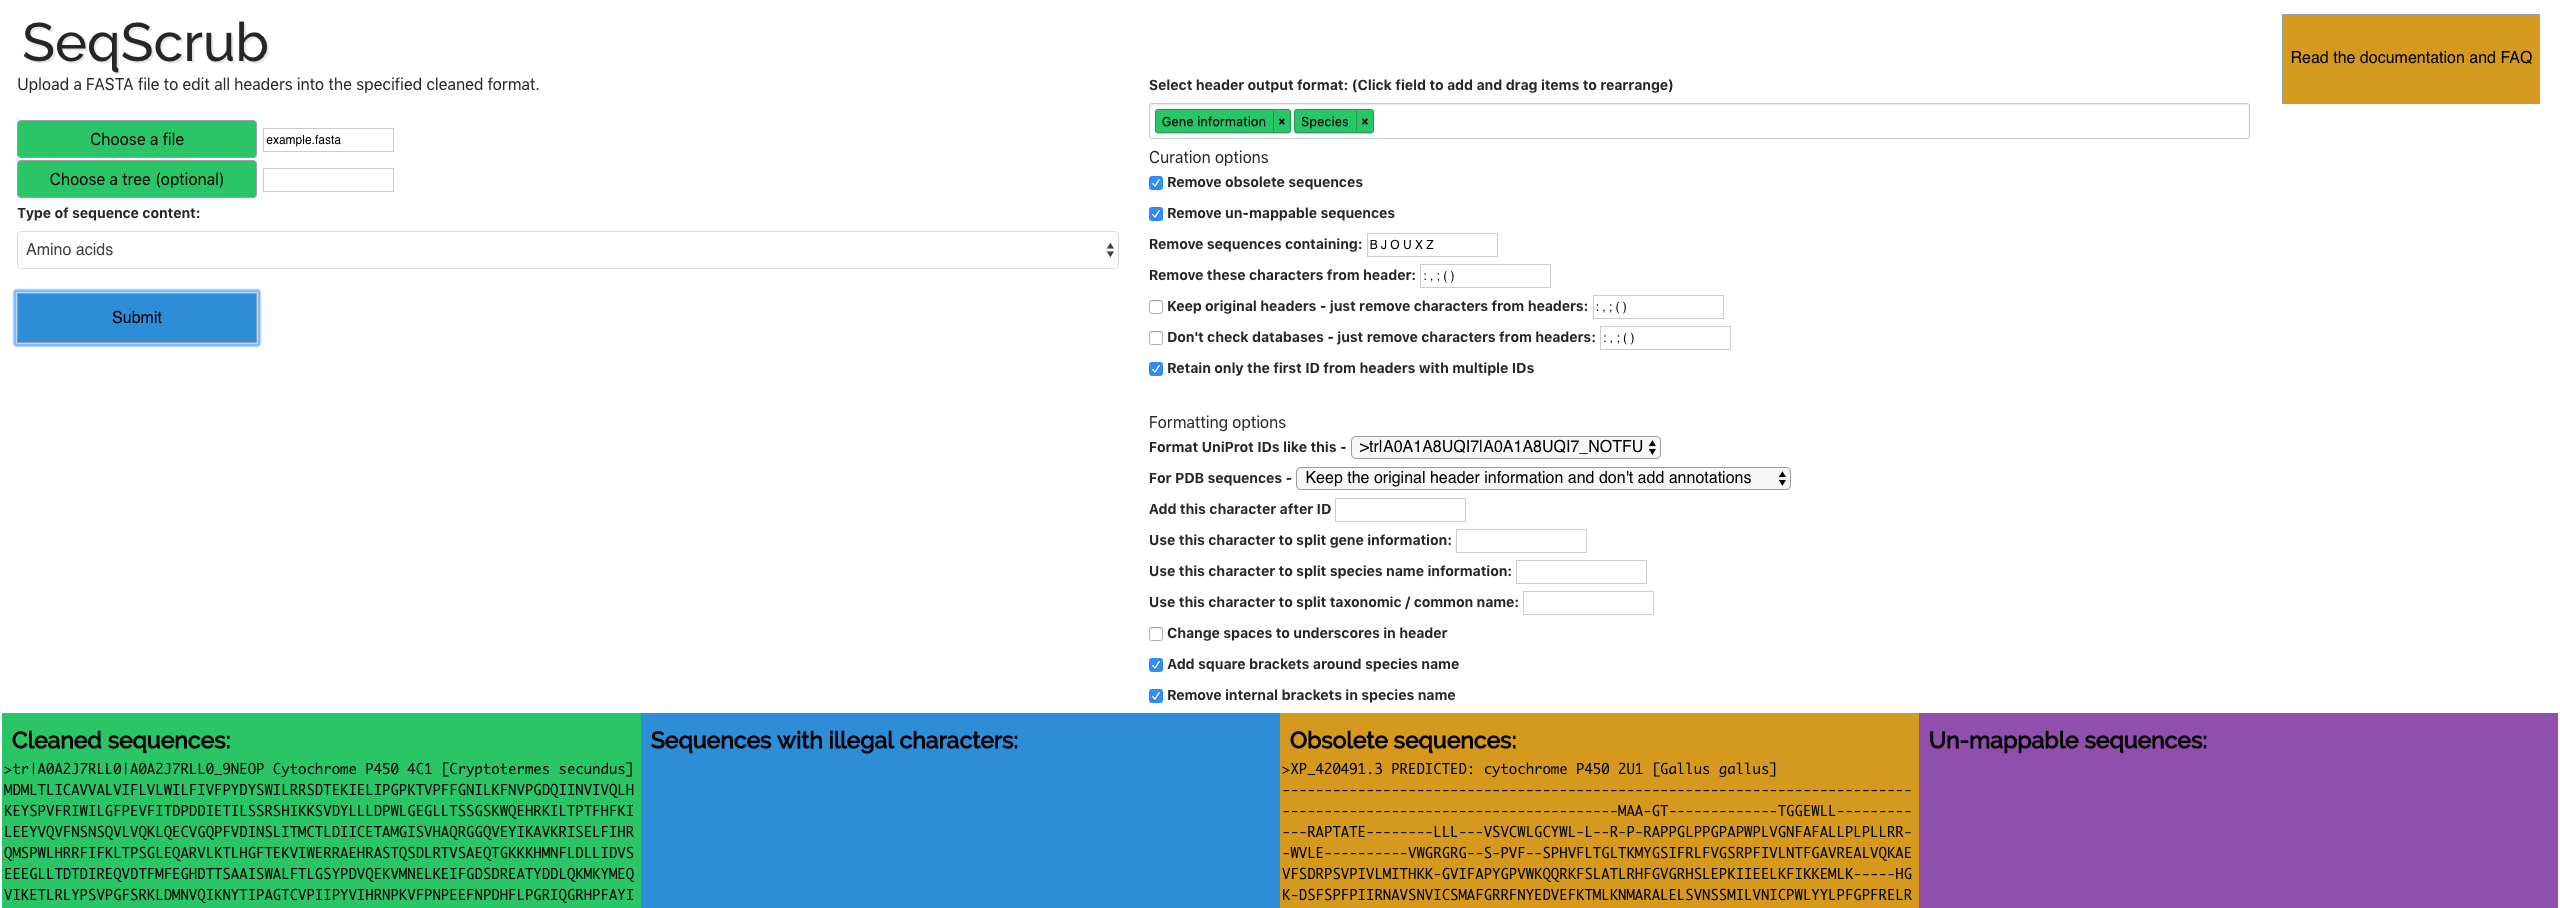 SeqScrub
Upload a FASTA file to edit all headers into the specified cleaned format.
Choose a file
example.fasta
Choose a tree (optional)
Type of sequence content:
Amino acids
Submit
Select header output format: (Click field to add and drag items to rearrange)
Gene information × Species ×
Curation options
Remove obsolete sequences
Remove un-mappable sequences
Remove sequences containing: B J O U X Z
Remove these characters from header: : , ; ( )
Keep original headers - just remove characters from headers: : , ; ( )
Don't check databases - just remove characters from headers: : , ; ( )
Retain only the first ID from headers with multiple IDs
Formatting options
Format UniProt IDs like this - >tr|A0A1A8UQI7|A0A1A8UQI7_NOTFU
For PDB sequences - Keep the original header information and don't add annotations
Add this character after ID
Use this character to split gene information:
Use this character to split species name information:
Use this character to split taxonomic / common name:
Change spaces to underscores in header
Add square brackets around species name
Remove internal brackets in species name
Read the documentation and FAQ
Cleaned sequences:
>tr|A0A2J7RLL0|A0A2J7RLL0_9NEOP Cytochrome P450 4C1 [Cryptotermes secundus]
MDMLTLICAVVALVIFLVLWILFIVFPYDYSWILRRSDTEKIELIPGPKTVPFFGNILKFNVPGDQIINVIVQLH
KEYSPVFRIWILGFPEVFITDPDDIETILSSRSHIKKSVDYLLLDPWLGEGLLTSSGSKWQEHRKILTPTFHFKI
LEEYVQVFNSNSQVLVQKLQECVGQPFVDINSLITMCTLDIICETAMGISVHAQRGGQVEYIKAVKRISELFIHR
QMSPWLHRRFIFKLTPSGLEQARVLKTLHGFTEKVIWERRAEHRASTQSDLRTVSAEQTGKKKHMNFLDLLIDVS
EEEGLLTDTDIREQVDTFMFEGHDTTSAAISWALFTLGSYPDVQEKVMNELKEIFGDSDREATYDDLQKMKYMEQ
VIKETLRLYPSVPGFSRKLDMNVQIKNYTIPAGTCVPIIPYVIHRNPKVFPNPEEFNPDHFLPGRIQGRHPFAYI
Sequences with illegal characters:
Obsolete sequences:
>XP_420491.3 PREDICTED: cytochrome P450 2U1 [Gallus gallus]
---------------------------------------------------------------------------
----------------------------------------MAA-GT-------------TGGEWLL---------
---RAPTATE--------LLL---VSVCWLGCYWL-L--R-P-RAPPGLPPGPAPWPLVGNFAFALLPLPLLRR-
-WVLE----------VWGRGRG--S-PVF--SPHVFLTGLTKMYGSIFRLFVGSRPFIVLNTFGAVREALVQKAE
VFSDRPSVPIVLMITHKK-GVIFAPYGPVWKQQRKFSLATLRHFGVGRHSLEPKIIEELKFIKKEMLK-----HG
K-DSFSPFPIIRNAVSNVICSMAFGRRFNYEDVEFKTMLKNMARALELSVNSSMILVNICPWLYYLPFGPFRELR
Un-mappable sequences: